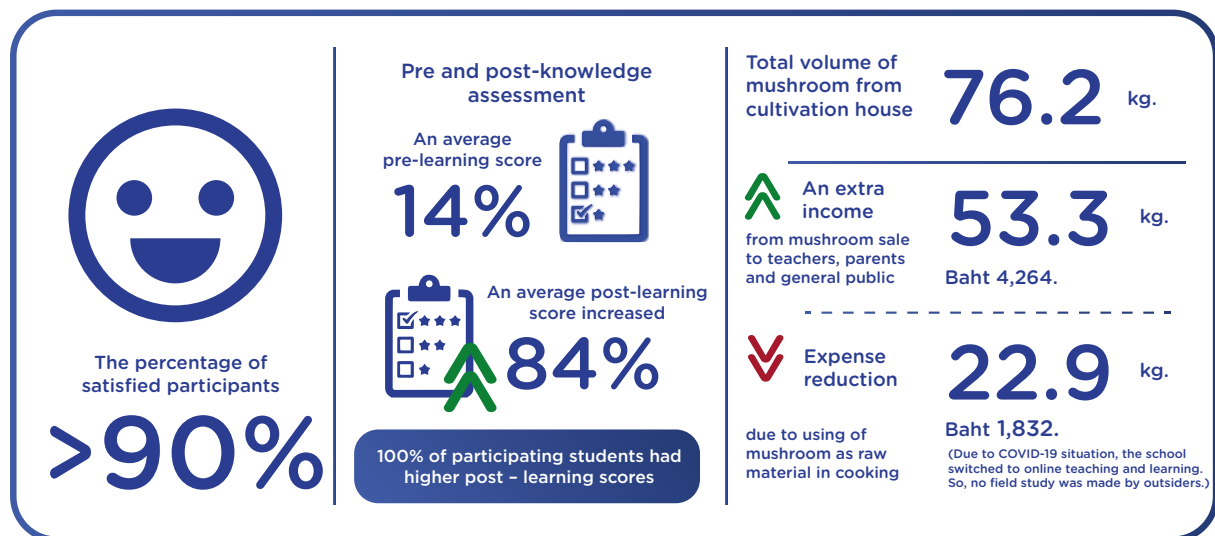 The percentage of
satisfied participants
>90%
Pre and post-knowledge
assessment
An average
pre-learning score
14%
An average post-learning
score increased
84%
100% of participating students had
higher post – learning scores
Total volume of
mushroom from
cultivation house
76.2 kg.
An extra
income
from mushroom sale
to teachers, parents
and general public
53.3 kg.
Baht 4,264.
Expense
reduction
due to using of
mushroom as raw
material in cooking
22.9 kg.
Baht 1,832.
(Due to COVID-19 situation, the school
switched to online teaching and learning.
So, no field study was made by outsiders.)